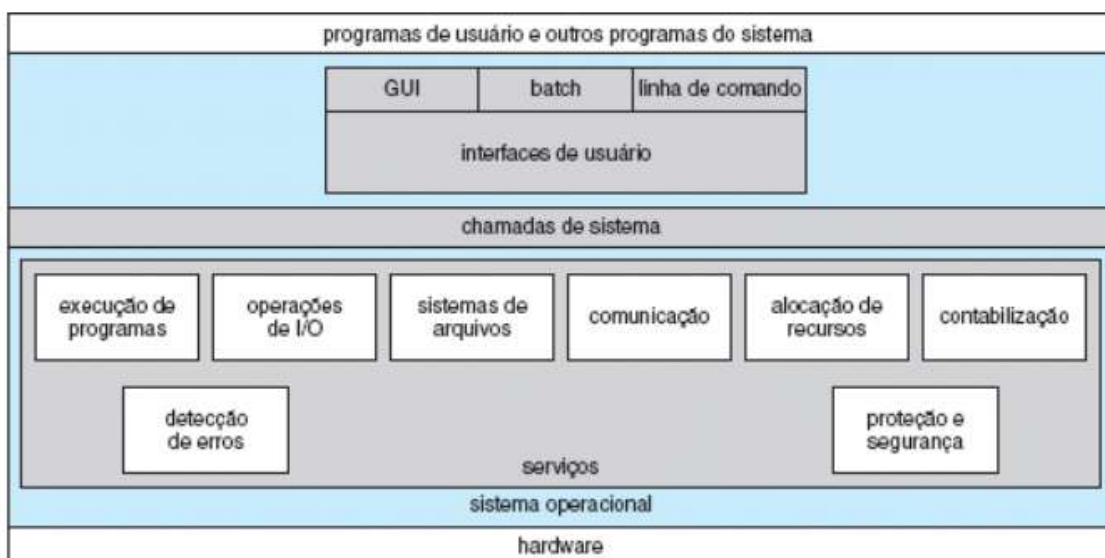 programas de usuário e outros programas do sistema
GUI
batch
linha de comando
interfaces de usuário
chamadas de sistema
execução de
programas
operações
de I/O
sistemas de
arquivos
comunicação
alocação de
recursos
contabilização
detecção
de erros
proteção e
segurança
serviços
sistema operacional
hardware